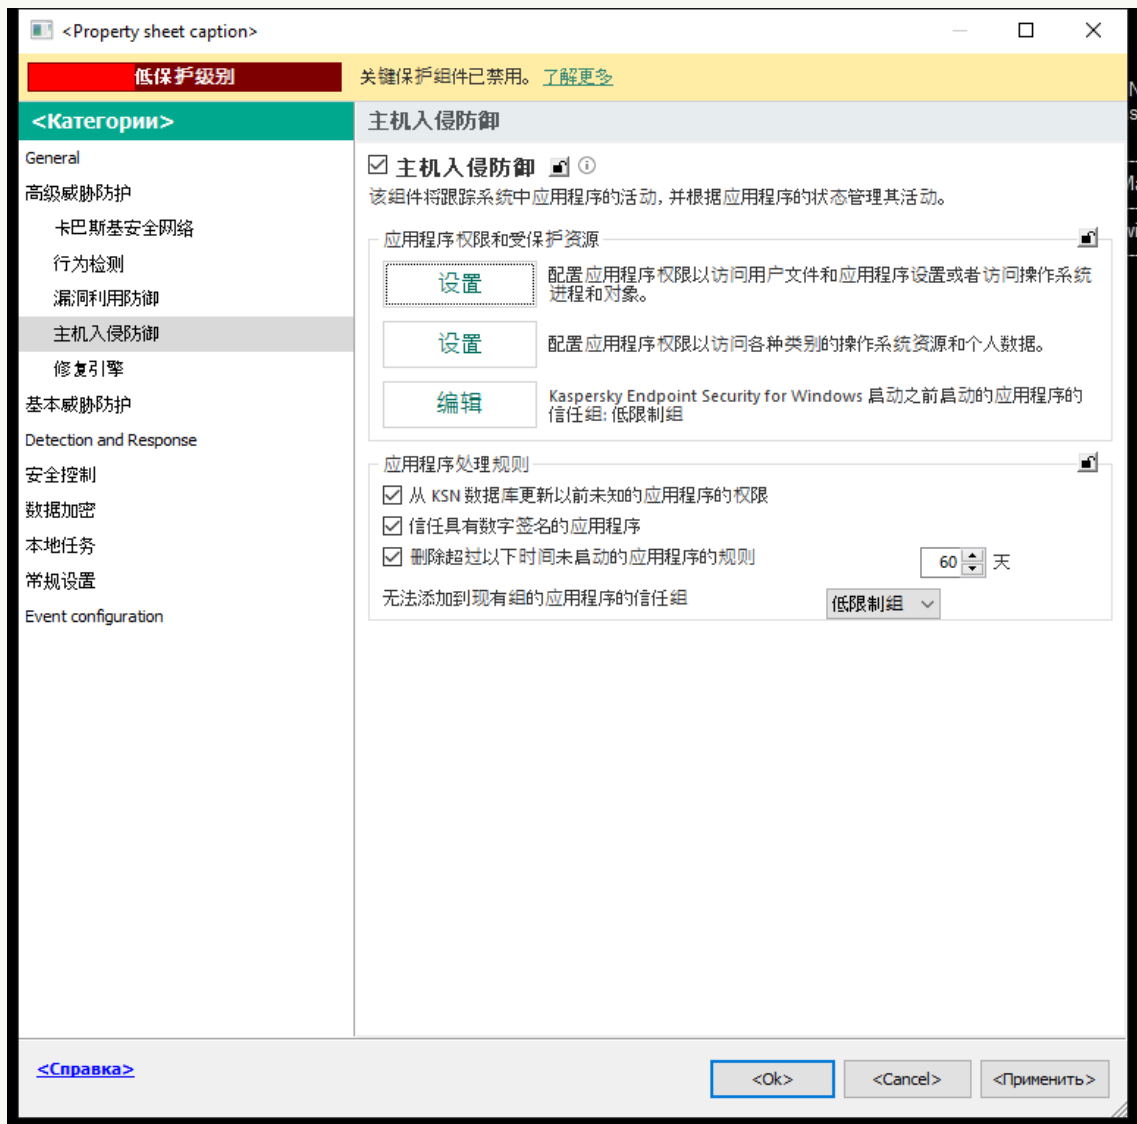 <Property sheet caption>
低保护级别
关键保护组件已禁用。 了解更多
<Категории>
General
高级威胁防护
卡巴斯基安全网络
行为检测
漏洞利用防御
主机入侵防御
修复引擎
基本威胁防护
Detection and Response
安全控制
数据加密
本地任务
常规设置
Event configuration
主机入侵防御
主机入侵防御
该组件将跟踪系统中应用程序的活动, 并根据应用程序的状态管理其活动。
应用程序权限和受保护资源
设置
配置应用程序权限以访问用户文件和应用程序设置或者访问操作系统
进程和对象。
设置
配置应用程序权限以访问各种类别的操作系统资源和个人数据。
编辑
Kaspersky Endpoint Security for Windows 启动之前启动的应用程序的
信任组: 低限制组
应用程序处理规则
从 KSN 数据库更新以前未知的应用程序的权限
信任具有数字签名的应用程序
删除超过以下时间未启动的应用程序的规则
60 天
无法添加到现有组的应用程序的信任组
低限制组
<Справка>
<Ok>
<Cancel>
<Применить>